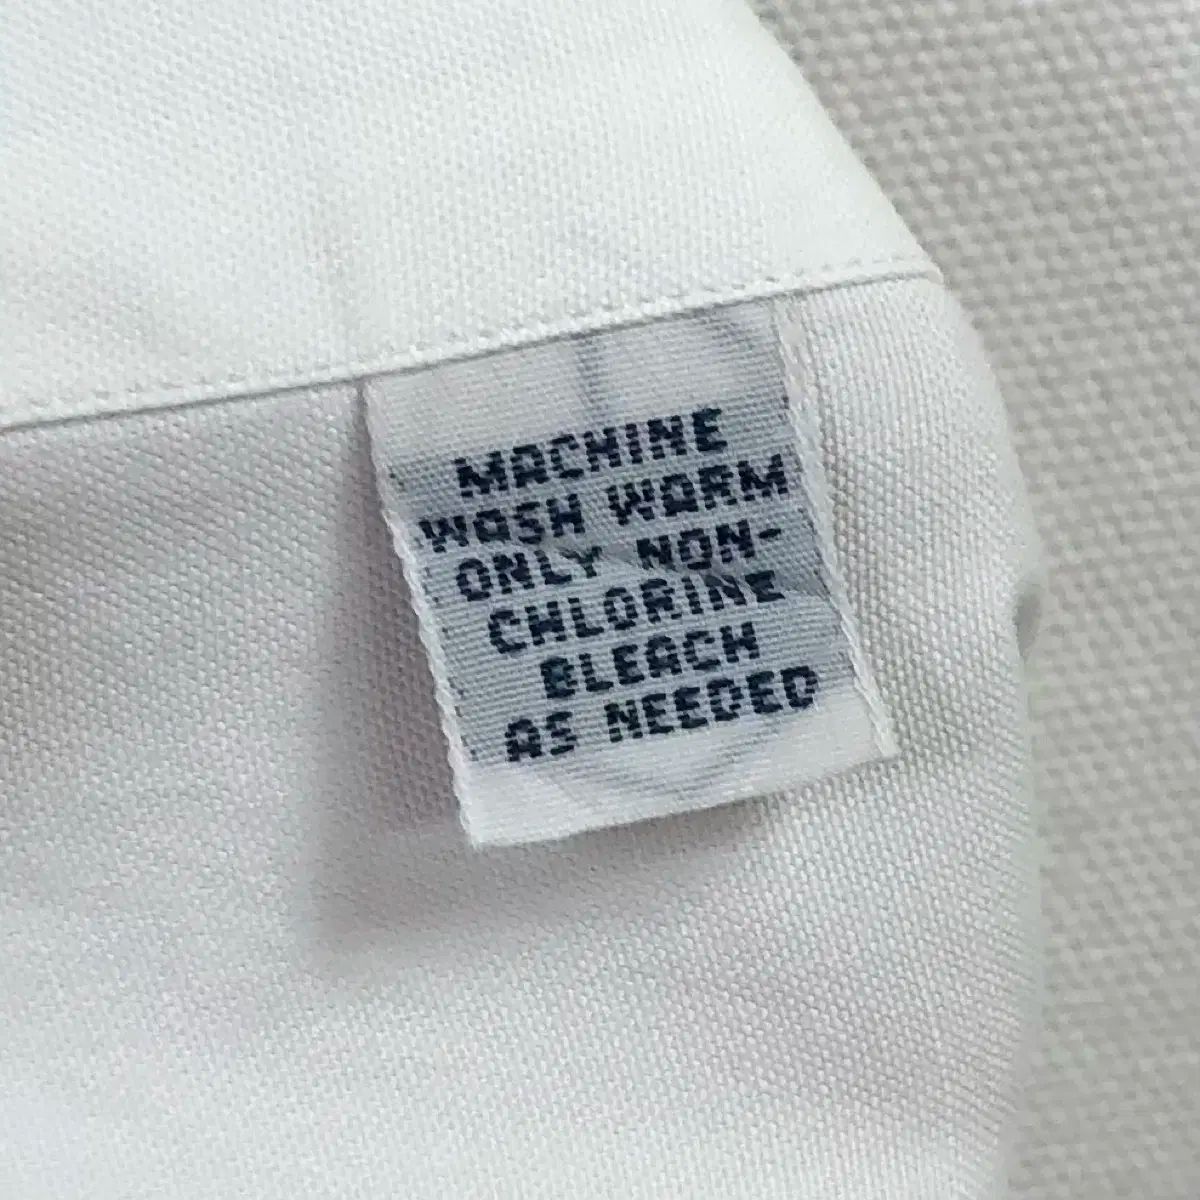 MACHINE
WASH WARM
ONLY NON-
CHLORINE
BLEACH
AS NEEDED